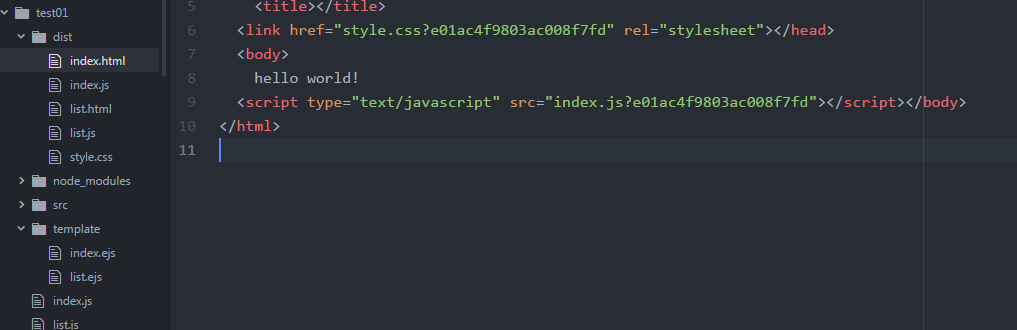 test01
dist
index.html
index.js
list.html
list.js
style.css
node_modules
src
template
index.ejs
list.ejs
index.js
list.js
5 <title></title>
6 <link href="style.css?e01ac4f9803ac008f7fd" rel="stylesheet"></head>
7 <body>
8 hello world!
9 <script type="text/javascript" src="index.js?e01ac4f9803ac008f7fd"></script></body>
10 </html>
11